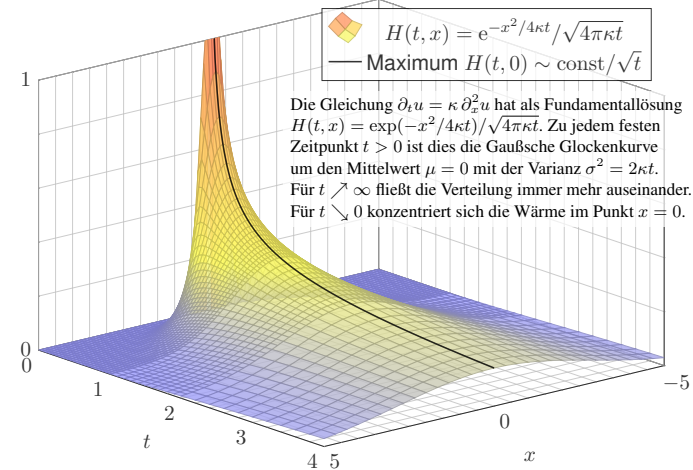 H(t, x) = e^{−x²/4κt}/√(4πκt)
Maximum H(t, 0) ∼ const/√t
Die Gleichung ∂ₜu = κ ∂ₓ²u hat als Fundamentallösung
H(t, x) = exp(−x²/4κt)/√(4πκt). Zu jedem festen
Zeitpunkt t > 0 ist dies die Gaußsche Glockenkurve
um den Mittelwert µ = 0 mit der Varianz σ² = 2κt.
Für t ↗ ∞ fließt die Verteilung immer mehr auseinander.
Für t ↘ 0 konzentriert sich die Wärme im Punkt x = 0.
1
0
0
1
2
3
4
t
5
0
−5
x